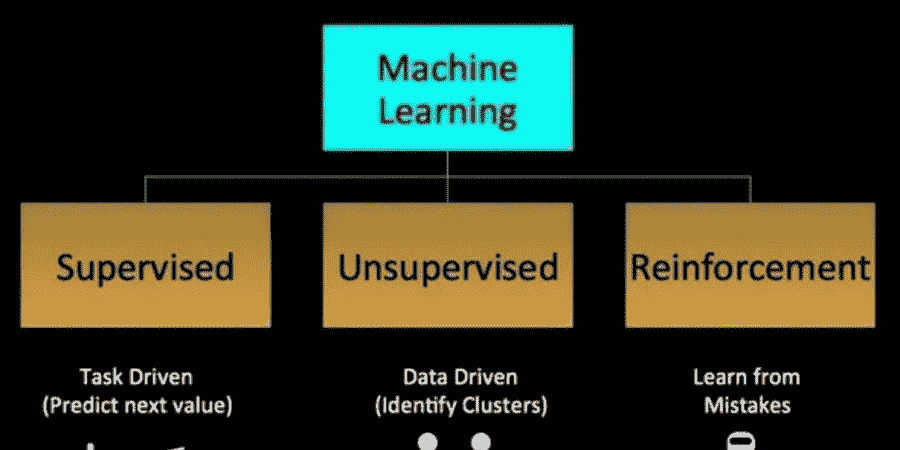 Machine
Learning
Supervised
Unsupervised
Reinforcement
Task Driven
(Predict next value)
Data Driven
(Identify Clusters)
Learn from
Mistakes